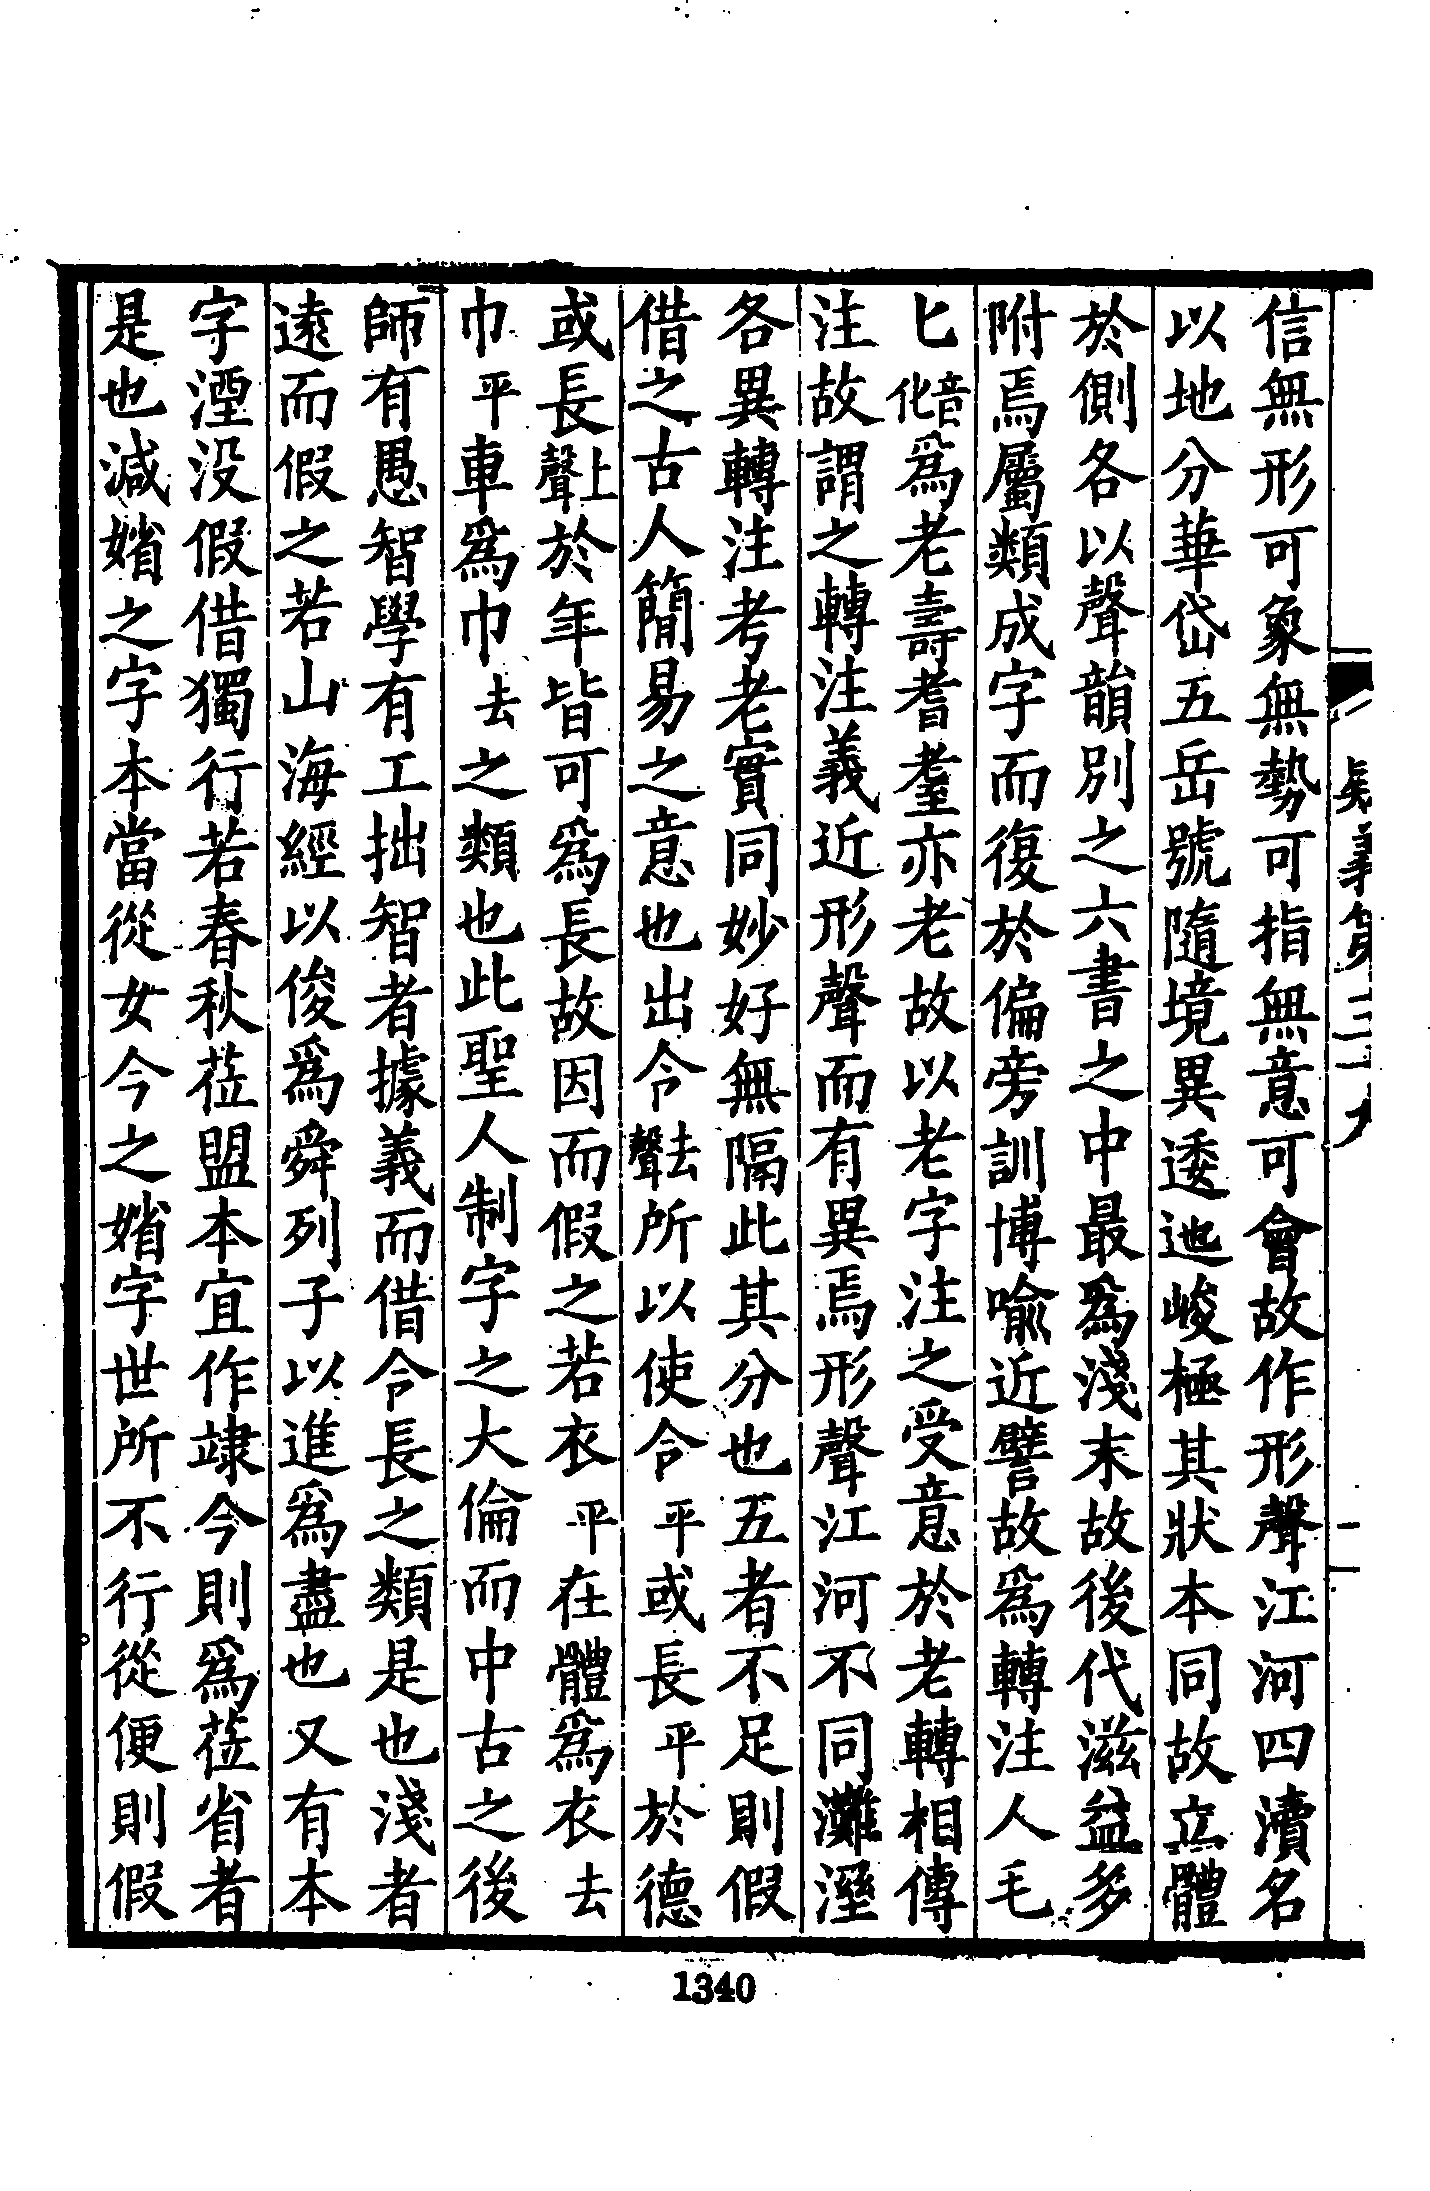 信無形可象無勢可指無意可會故作形聲江河四瀆名
以地分華岱五岳號隨境異逶迤峻極其狀本同故立體
於側各以聲韻別之六書之中最爲淺末故後代滋益多
附焉屬類成字而復於偏旁訓博喻近譬故爲轉注人毛
匕音化爲老壽耆耋亦老故以老字注之受意於老轉相傳
注故謂之轉注義近形聲而有異焉形聲江河不同灘溼
各異轉注考老實同妙好無隔此其分也五者不足則假
借之古人簡易之意也出令去聲所以使令平或長平於德
或長上聲於年皆可爲長故因而假之若衣平在體爲衣去
巾平車爲巾去之類也此聖人制字之大倫而中古之後
師有愚智學有工拙智者據義而借令長之類是也淺者
遠而假之若山海經以俊爲舜列子以進爲盡也又有本
字湮没假借獨行若春秋莅盟本宜作竦今則爲莅省者
是也減媘之字本當從女今之媘字世所不行從便則假
1340